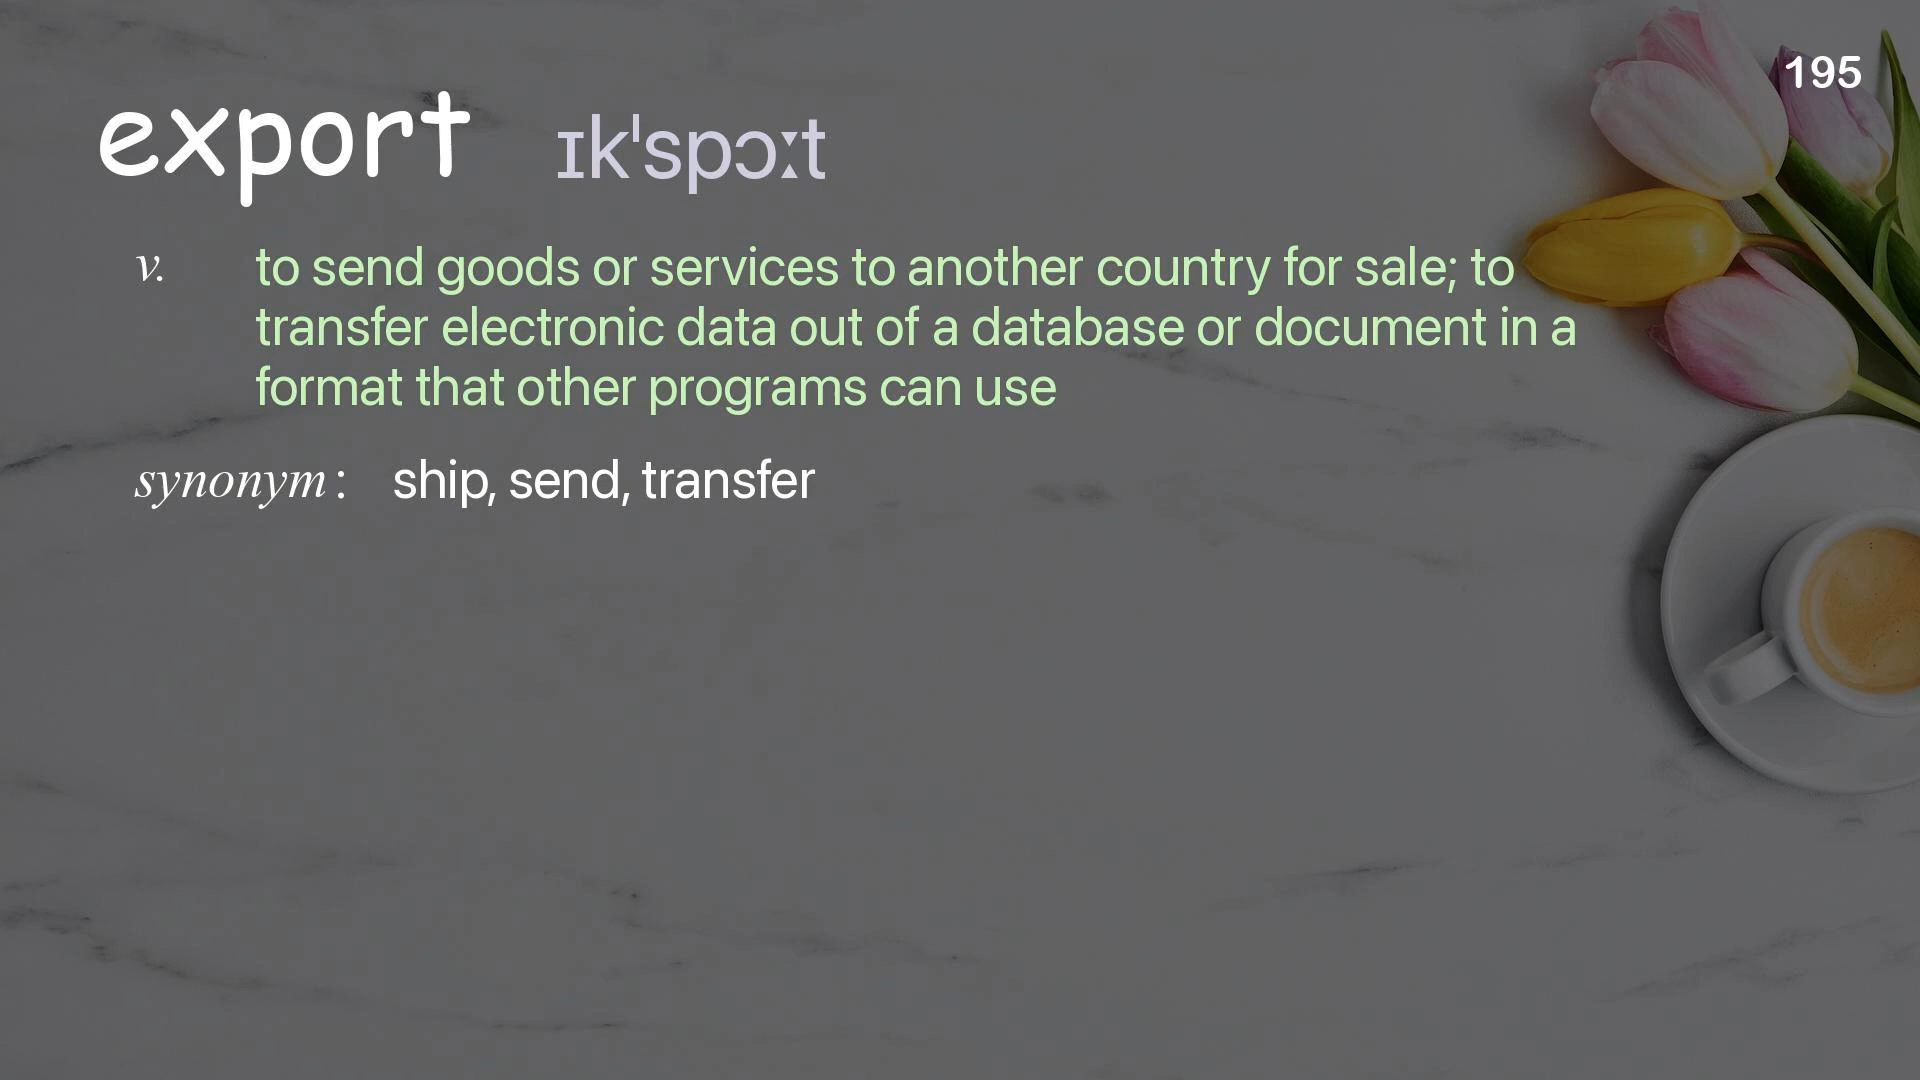 195
export ɪkˈspɔːt
v. to send goods or services to another country for sale; to
transfer electronic data out of a database or document in a
format that other programs can use
synonym: ship, send, transfer